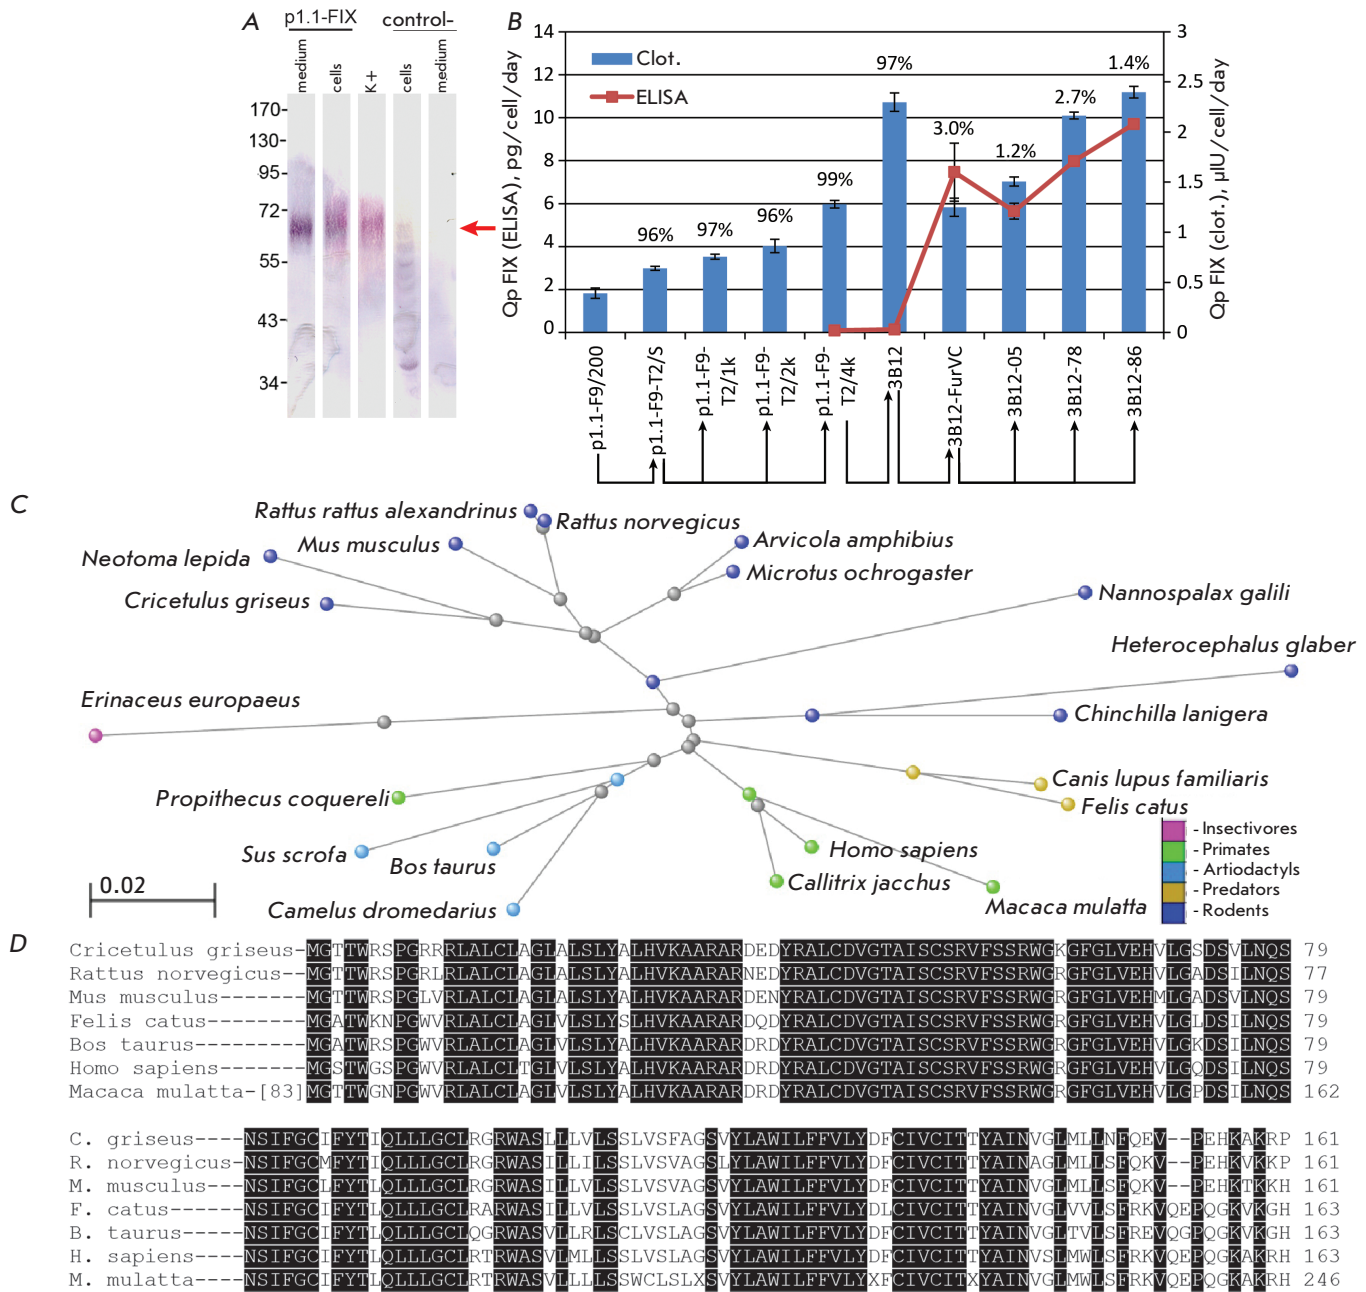 A
p1.1-FIX
control-
medium
cells
K+
cells
medium
170-
130-
95-
72-
55-
43-
34-
B
Qp FIX (ELISA), pg/cell/day
14
12
10
8
6
4
2
0
Clot.
ELISA
96%
97%
96%
99%
97%
3.0%
1.2%
2.7%
1.4%
3
2.5
2
1.5
1
0.5
0
Qp FIX (clot.), µIU/cell/day
p1.1-F9/200
p1.1-F9-T2/S
p1.1-F9-
T2/1k
p1.1-F9-
T2/2k
p1.1-F9
T2/4k
3B12
3B12-FurVC
3B12-05
3B12-78
3B12-86
C
Rattus rattus alexandrinus
Rattus norvegicus
Mus musculus
Arvicola amphibius
Neotoma lepida
Microtus ochrogaster
Cricetulus griseus
Nannospalax galili
Heterocephalus glaber
Erinaceus europaeus
Chinchilla lanigera
Canis lupus familiaris
Propithecus coquereli
Felis catus
Sus scrofa
Bos taurus
Homo sapiens
Callitrix jacchus
Camelus dromedarius
Macaca mulatta
0.02
- Insectivores
- Primates
- Artiodactyls
- Predators
- Rodents
D
Cricetulus griseus-MGTTWRSPGRRRLALCLAGLALSLYALHVKAARARDEDYRALCDVGTAISCSRVFSSRWGKGFGLVEHVLGSDSVLNQS 79
Rattus norvegicus--MGTTWRSPGRLRLALCLAGLALSLYALHVKAARARNEDYRALCDVGTAISCSRVFSSRWGRGFGLVEHVLGADSILNQS 77
Mus musculus-------MGTTWRSPGLVRLALCLAGLALSLYALHVKAARARDENYRALCDVGTAISCSRVFSSRWGRGFGLVEHMLGADSVLNQS 79
Felis catus--------MGATWKNPGWVRLALCLAGLVLSLYSLHVKAARARDQDYRALCDVGTAISCSRVFSSRWGRGFGLVEHVLGLDSILNQS 79
Bos taurus---------MGATWRSPGWVRLALCLAGLVLSLYALHVKAARARDRDYRALCDVGTAISCSRVFSSRWGRGFGLVEHVLGKDSILNQS 79
Homo sapiens-------MGSTWGSPGWVRLALCLTGLVLSLYALHVKAARARDRDYRALCDVGTAISCSRVFSSRWGRGFGLVEHVLGQDSILNQS 79
Macaca mulatta-[83]MGTTWGNPGWVRLALCLAGLVLSLYALHVKAARARDRDYRALCDVGTAISCSRVFSSRWGRGFGLVEHVLGPDSILNQS 162
C. griseus----NSIFGCIFYTIQLLLGCLRGRWASLLLVLSSLVSFAGSVYLAWILFFVLYDFCIVCITTYAINVGLMLLNFQEV--PEHKAKRP 161
R. norvegicus-NSIFGCMFYTIQLLLGCLRGRWASILLILSSLVSVAGSLYLAWILFFVLYDFCIVCITTYAINAGLMLLSFQKV--PEHKVKKP 161
M. musculus---NSIFGCLFYTLQLLLGCLRGRWASILLVLSSLVSVAGSVYLAWILFFVLYDFCIVCITTYAINVGLMLLSFQKV--PEHKTKKH 161
F. catus------NSIFGCIFYTLQLLLGCLRARWASILLVLSSLVSLAGSVYLAWILFFVLYDLCIVCITTYAINVGLVVLSFRKVQEPQGKVKGH 163
B. taurus-----NSIFGCIFYTLQLLLGCLQGRWASVLLRLSCLVSLAGSVYLAWILFFVLYDFCIVCITTYAINVGLTVLSFREVQGPQGKVKGH 163
H. sapiens----NSIFGCIFYTLQLLLGCLRTRWASVLMLLSSLVSLAGSVYLAWILFFVLYDFCIVCITTYAINVSLMWLSFRKVQEPQGKAKRH 163
M. mulatta----NSIFGCIFYTLQLLLGCLRTRWASVLLLLSSWCLSLXSVYLAWILFFVLYXFCIVCITXYAINVGLMWLSFRKVQEPQGKAKRH 246